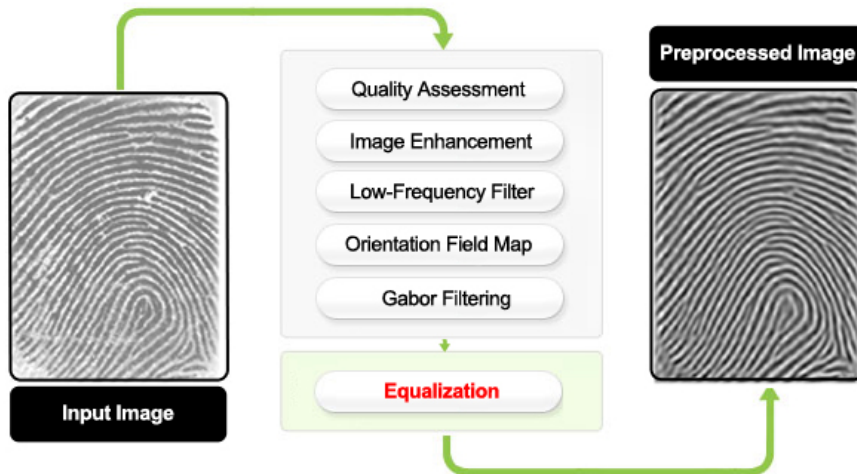 Input Image
Quality Assessment
Image Enhancement
Low-Frequency Filter
Orientation Field Map
Gabor Filtering
Equalization
Preprocessed Image